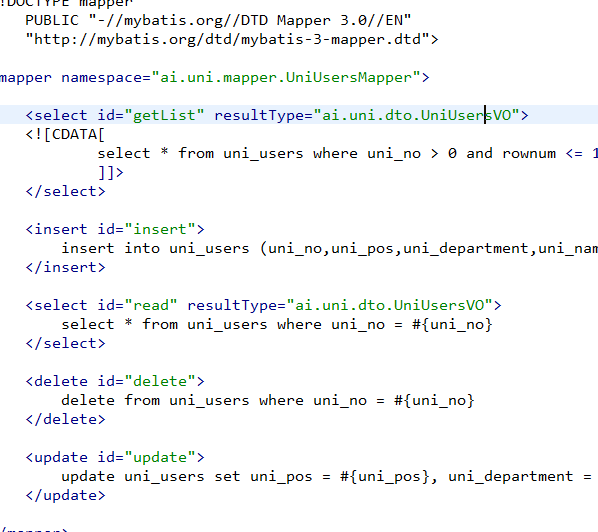 !DOCTYPE mapper
PUBLIC "-//mybatis.org//DTD Mapper 3.0//EN"
"http://mybatis.org/dtd/mybatis-3-mapper.dtd">
mapper namespace="ai.uni.mapper.UniUsersMapper">
<select id="getList" resultType="ai.uni.dto.UniUsersVO">
<![CDATA[
select * from uni_users where uni_no > 0 and rownum <= 1
]]>
</select>
<insert id="insert">
insert into uni_users (uni_no,uni_pos,uni_department,uni_nam
</insert>
<select id="read" resultType="ai.uni.dto.UniUsersVO">
select * from uni_users where uni_no = #{uni_no}
</select>
<delete id="delete">
delete from uni_users where uni_no = #{uni_no}
</delete>
<update id="update">
update uni_users set uni_pos = #{uni_pos}, uni_department =
</update>
/mapper>